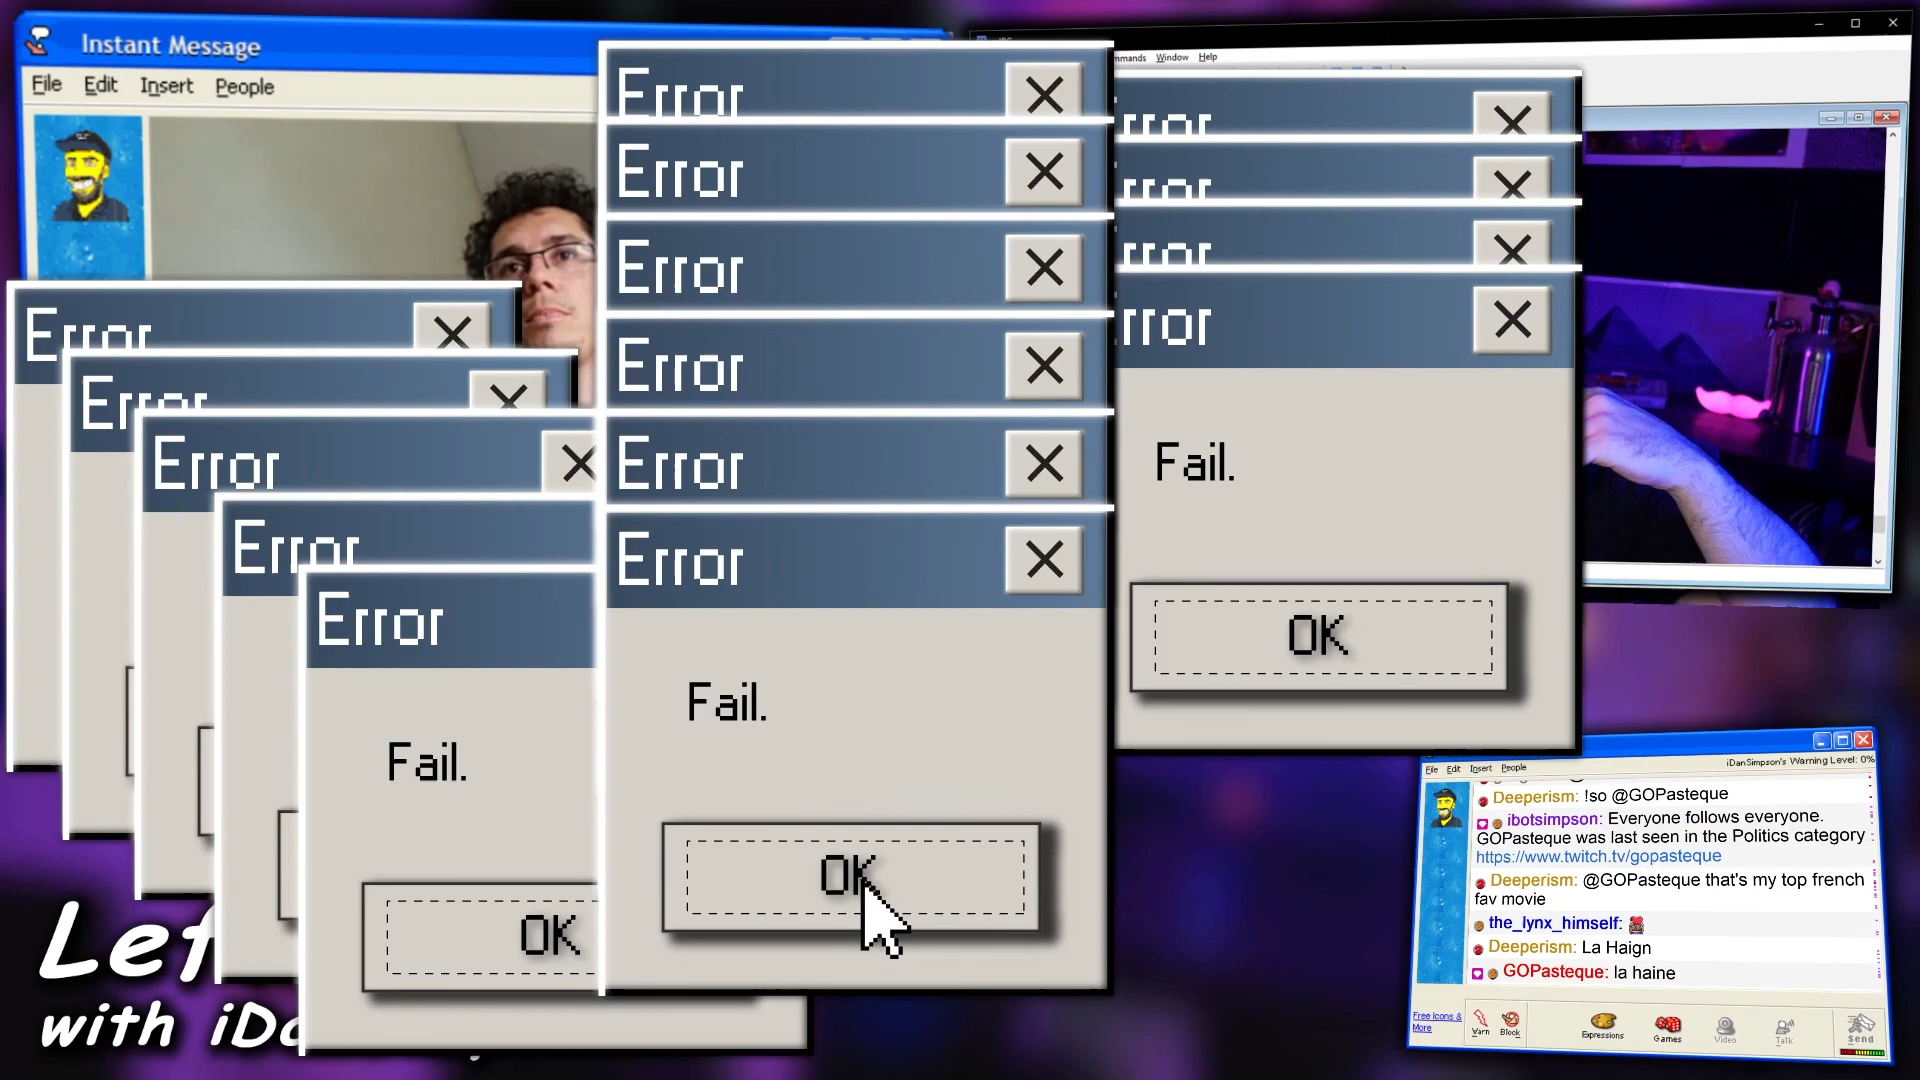 Instant Message
File Edit Insert People
mmands Window Help
Error
Error
Error
Error
Error
Error
Fail.
OK
rror
rror
rror
rror
Fail.
OK
Error
Error
Error
Error
Error
Fail.
OK
Lef
with iDa
File Edit Insert People
iDanSimpson's Warning Level: 0%
Deeperism: !so @GOPasteque
ibotsimpson: Everyone follows everyone.
GOPasteque was last seen in the Politics category
https://www.twitch.tv/gopasteque
Deeperism: @GOPasteque that's my top french
fav movie
the_lynx_himself:
Deeperism: La Haign
GOPasteque: la haine
Free Icons &
More
Warn Block Expressions Games Video Talk Send